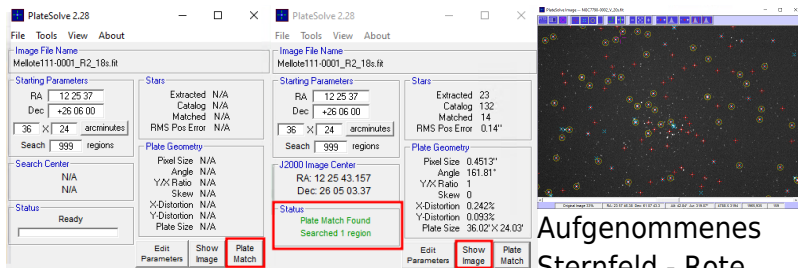 PlateSolve 2.28
File Tools View About
Image File Name
Mellote111-0001_R2_18s.fit
Starting Parameters
RA 12 25 37
Dec +26 06 00
36 X 24 arcminutes
Seach 999 regions
Stars
Extracted N/A
Catalog N/A
Matched N/A
RMS Pos Error N/A
Search Center
N/A
N/A
Plate Geometry
Pixel Size N/A
Angle N/A
Y/X Ratio N/A
Skew N/A
X-Distortion N/A
Y-Distortion N/A
Plate Size N/A
Status
Ready
Edit Parameters
Show Image
Plate Match
PlateSolve 2.28
File Tools View About
Image File Name
Mellote111-0001_R2_18s.fit
Starting Parameters
RA 12 25 37
Dec +26 06 00
36 X 24 arcminutes
Seach 999 regions
Stars
Extracted 23
Catalog 132
Matched 14
RMS Pos Error 0.14"
J2000 Image Center
RA: 12 25 43.157
Dec: 26 05 03.37
Plate Geometry
Pixel Size 0.4513"
Angle 161.81°
Y/X Ratio 1
Skew 0
X-Distortion 0.242%
Y-Distortion 0.093%
Plate Size 36.02' X 24.03'
Status
Plate Match Found
Searched 1 region
Edit Parameters
Show Image
Plate Match
Aufgenommenes
Sternfeld - Rote